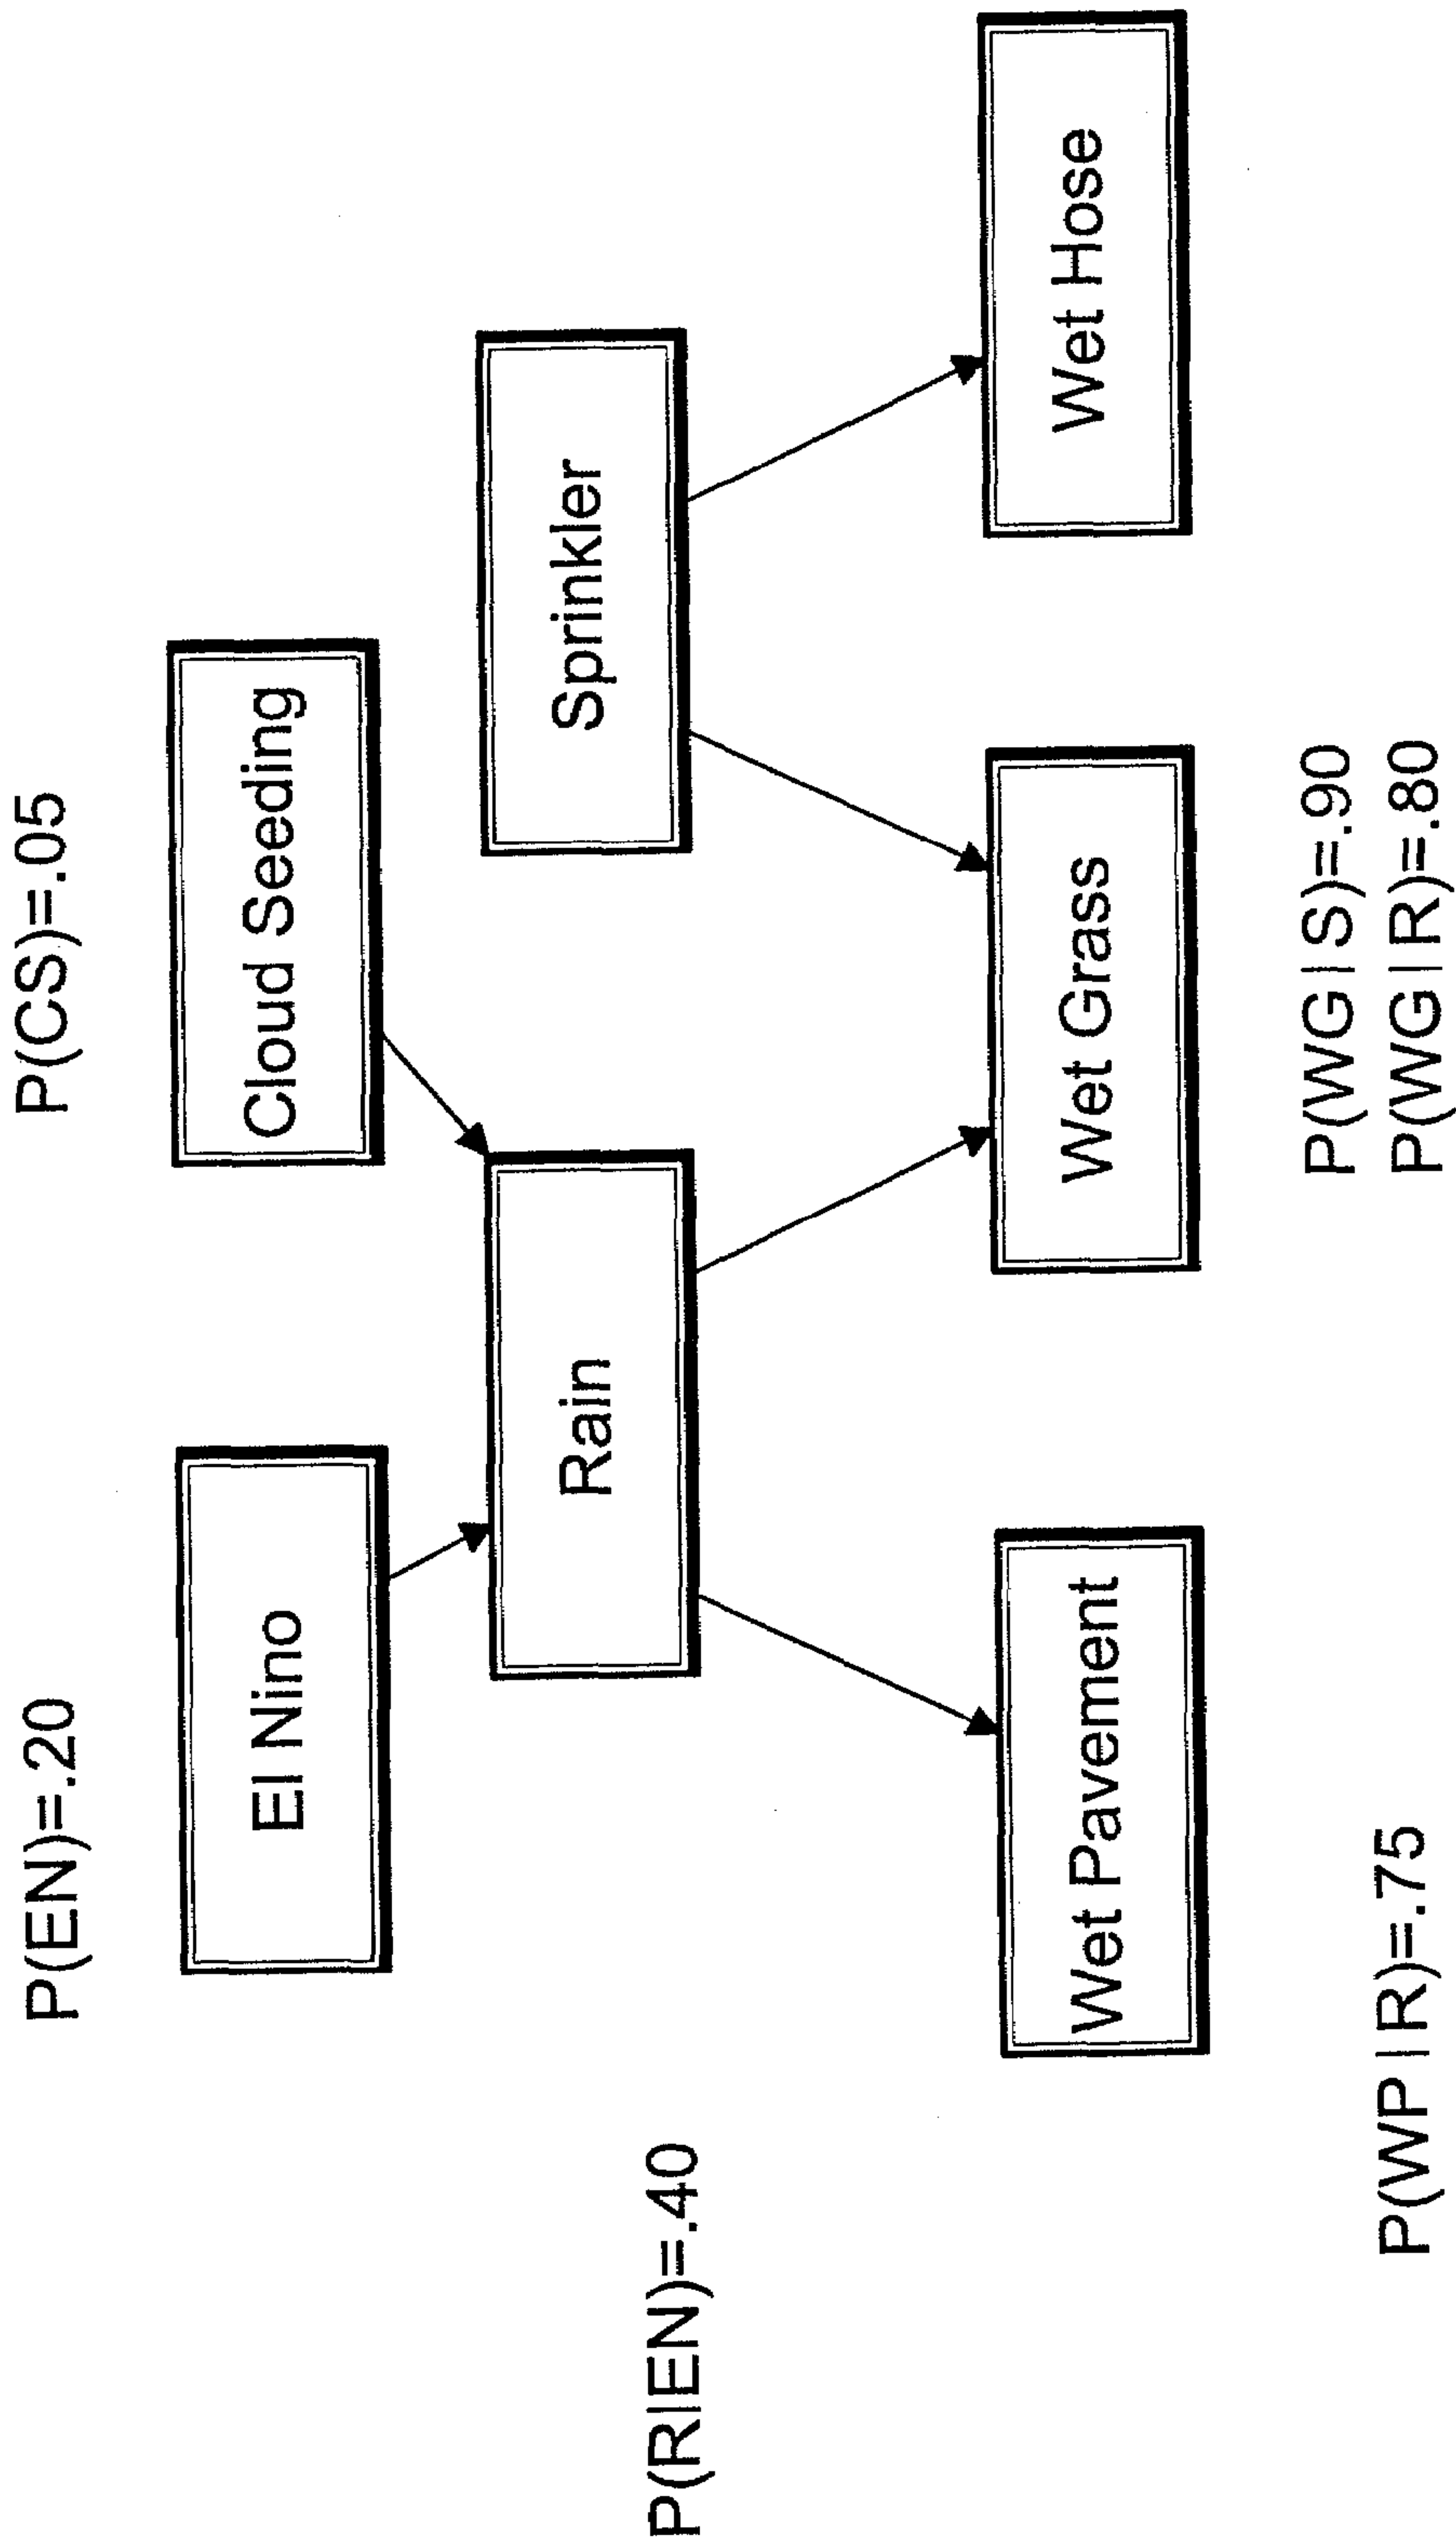 P(EN)=.20
P(CS)=.05
El Nino
Cloud Seeding
Rain
Sprinkler
P(R|EN)=.40
Wet Pavement
Wet Grass
Wet Hose
P(WP|R)=.75
P(WG|S)=.90
P(WG|R)=.80